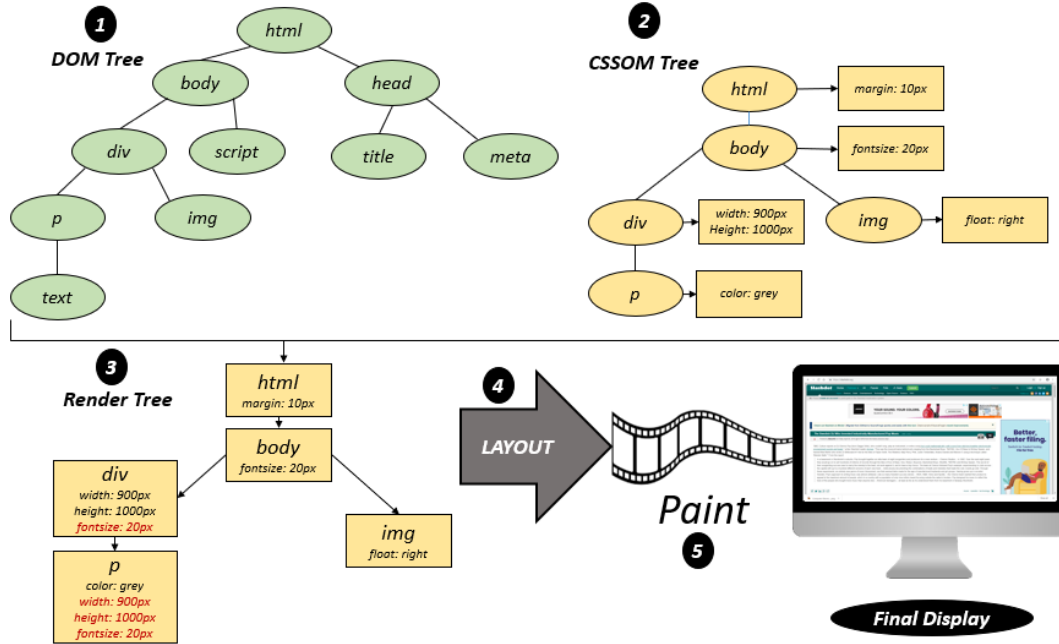 1
DOM Tree
html
body
head
div
script
title
meta
p
img
text
2
CSSOM Tree
html
margin: 10px
body
fontsize: 20px
div
width: 900px
Height: 1000px
img
float: right
p
color: grey
3
Render Tree
html
margin: 10px
body
fontsize: 20px
div
width: 900px
height: 1000px
fontsize: 20px
img
float: right
p
color: grey
width: 900px
height: 1000px
fontsize: 20px
4
LAYOUT
Paint
5
Better,
faster filing.
Final Display